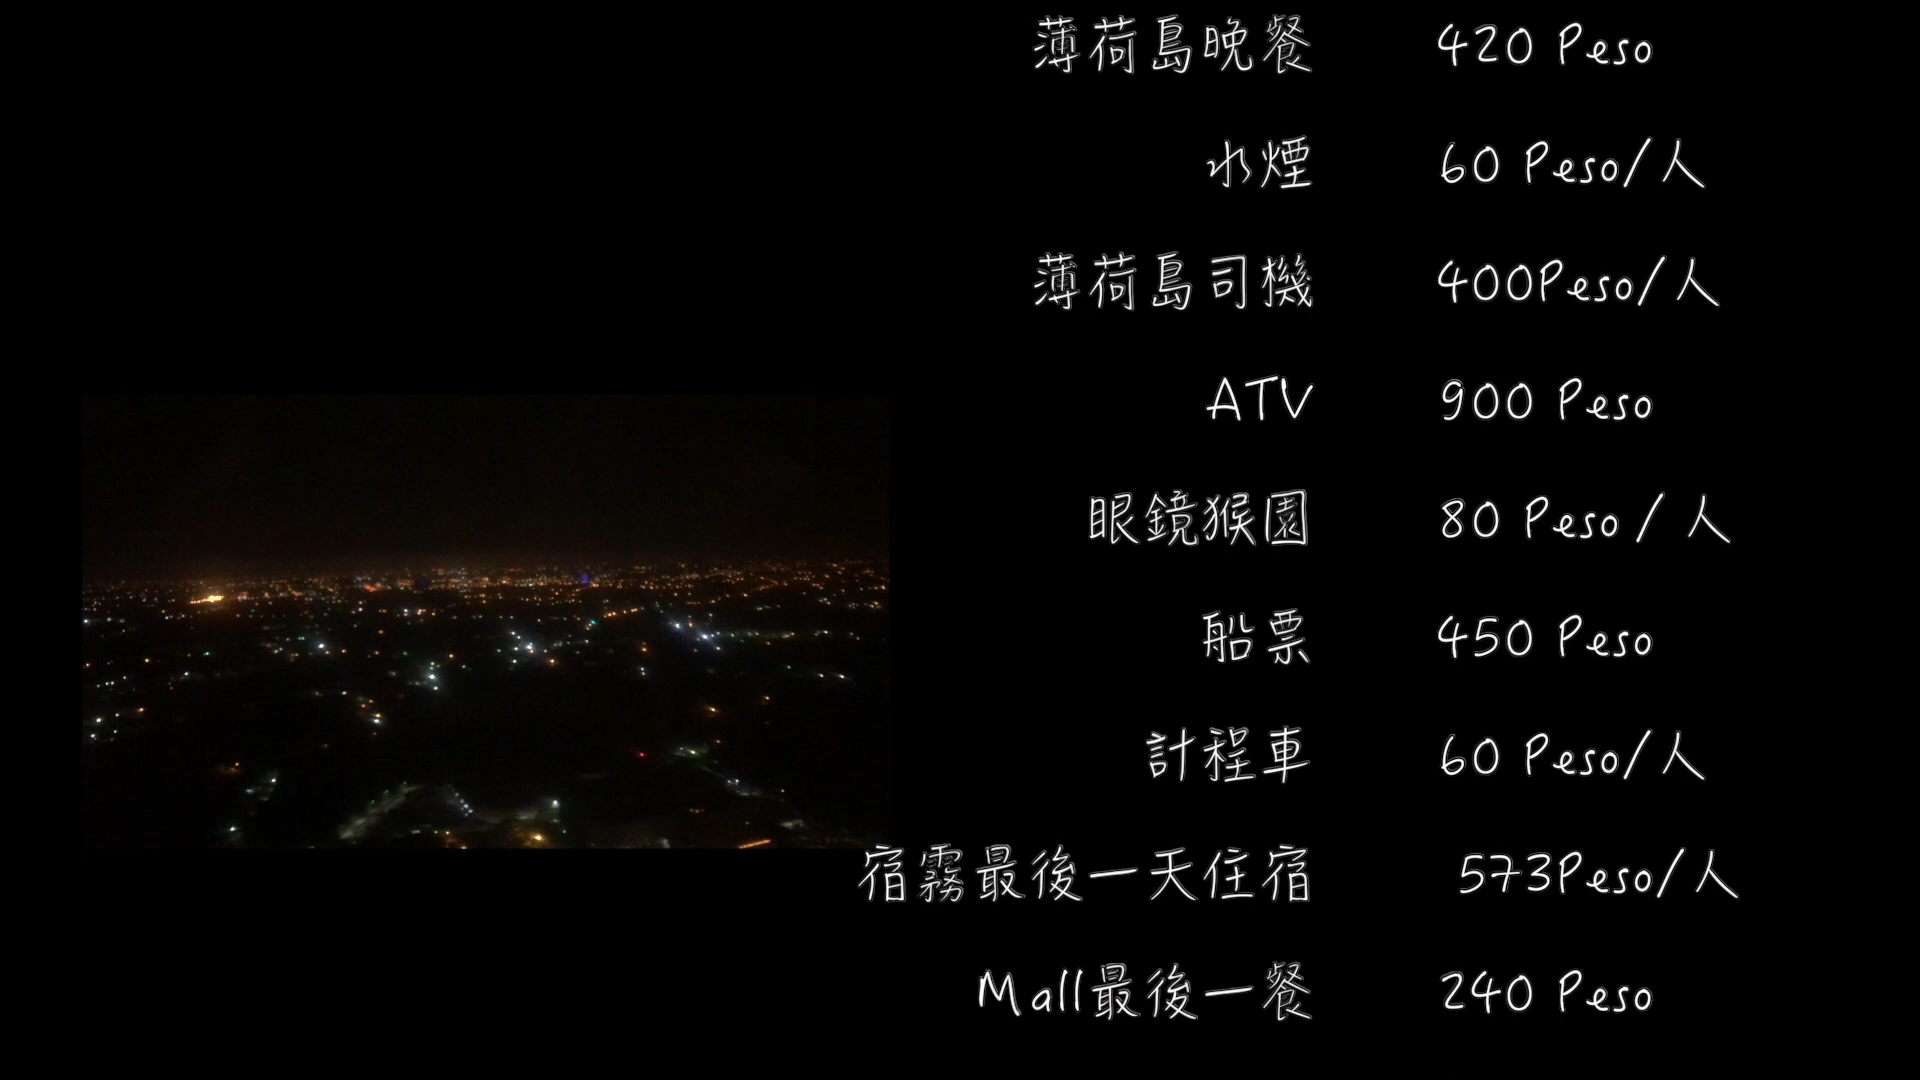 薄荷島晚餐 420 Peso
水煙 60 Peso/人
薄荷島司機 400Peso/人
ATV 900 Peso
眼鏡猴園 80 Peso / 人
船票 450 Peso
計程車 60 Peso/人
宿霧最後一天住宿 573Peso/人
Mall最後一餐 240 Peso